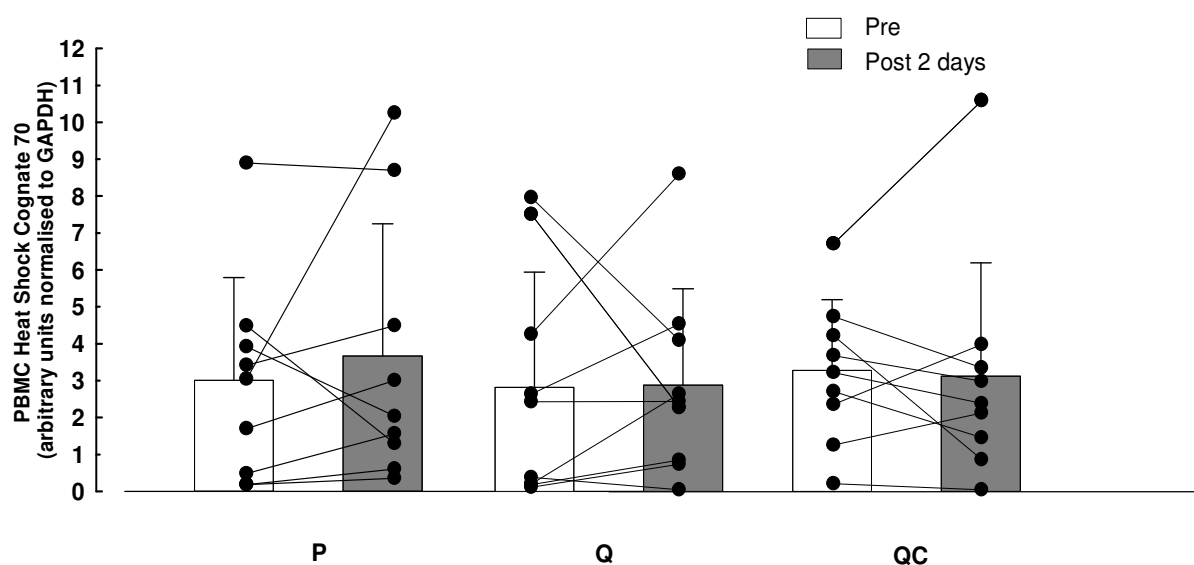 Pre
Post 2 days
PBMC Heat Shock Cognate 70
(arbitrary units normalised to GAPDH)
12
11
10
9
8
7
6
5
4
3
2
1
0
P Q QC